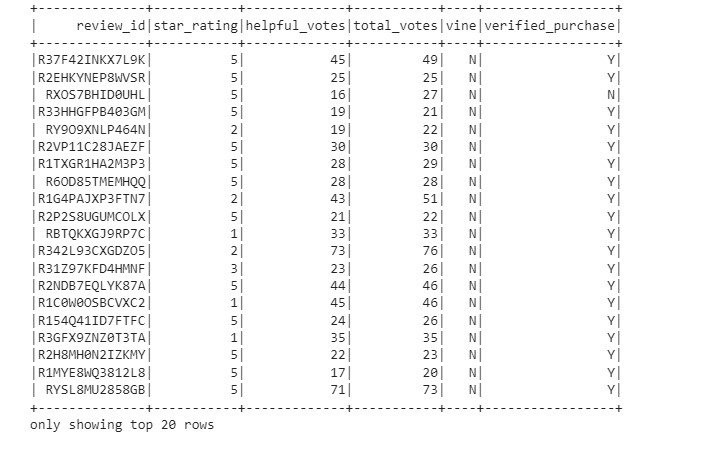 +--------------+-----------+-------------+-----------+----+-----------------+
|     review_id|star_rating|helpful_votes|total_votes|vine|verified_purchase|
+--------------+-----------+-------------+-----------+----+-----------------+
|R37F42INKX7L9K|          5|           45|         49|   N|                Y|
|R2EHKYNEP8WVSR|          5|           25|         25|   N|                Y|
| RXOS7BHID0UHL|          5|           16|         27|   N|                N|
|R33HHGFPB403GM|          5|           19|         21|   N|                Y|
| RY9O9XNLP464N|          2|           19|         22|   N|                Y|
|R2VP11C28JAEZF|          5|           30|         30|   N|                Y|
|R1TXGR1HA2M3P3|          5|           28|         29|   N|                Y|
| R6OD85TMEMHQQ|          5|           28|         28|   N|                Y|
|R1G4PAJXP3FTN7|          2|           43|         51|   N|                Y|
|R2P2S8UGUMCOLX|          5|           21|         22|   N|                Y|
| RBTQKXGJ9RP7C|          1|           33|         33|   N|                Y|
|R342L93CXGDZO5|          2|           73|         76|   N|                Y|
|R31Z97KFD4HMNF|          3|           23|         26|   N|                Y|
|R2NDB7EQLYK87A|          5|           44|         46|   N|                Y|
|R1C0W0OSBCVXC2|          1|           45|         46|   N|                Y|
|R154Q41ID7FTFC|          5|           24|         26|   N|                Y|
|R3GFX9ZNZ0T3TA|          1|           35|         35|   N|                Y|
|R2H8MH0N2IZKMY|          5|           22|         23|   N|                Y|
|R1MYE8WQ3812L8|          5|           17|         20|   N|                Y|
| RYSL8MU2858GB|          5|           71|         73|   N|                Y|
+--------------+-----------+-------------+-----------+----+-----------------+
only showing top 20 rows